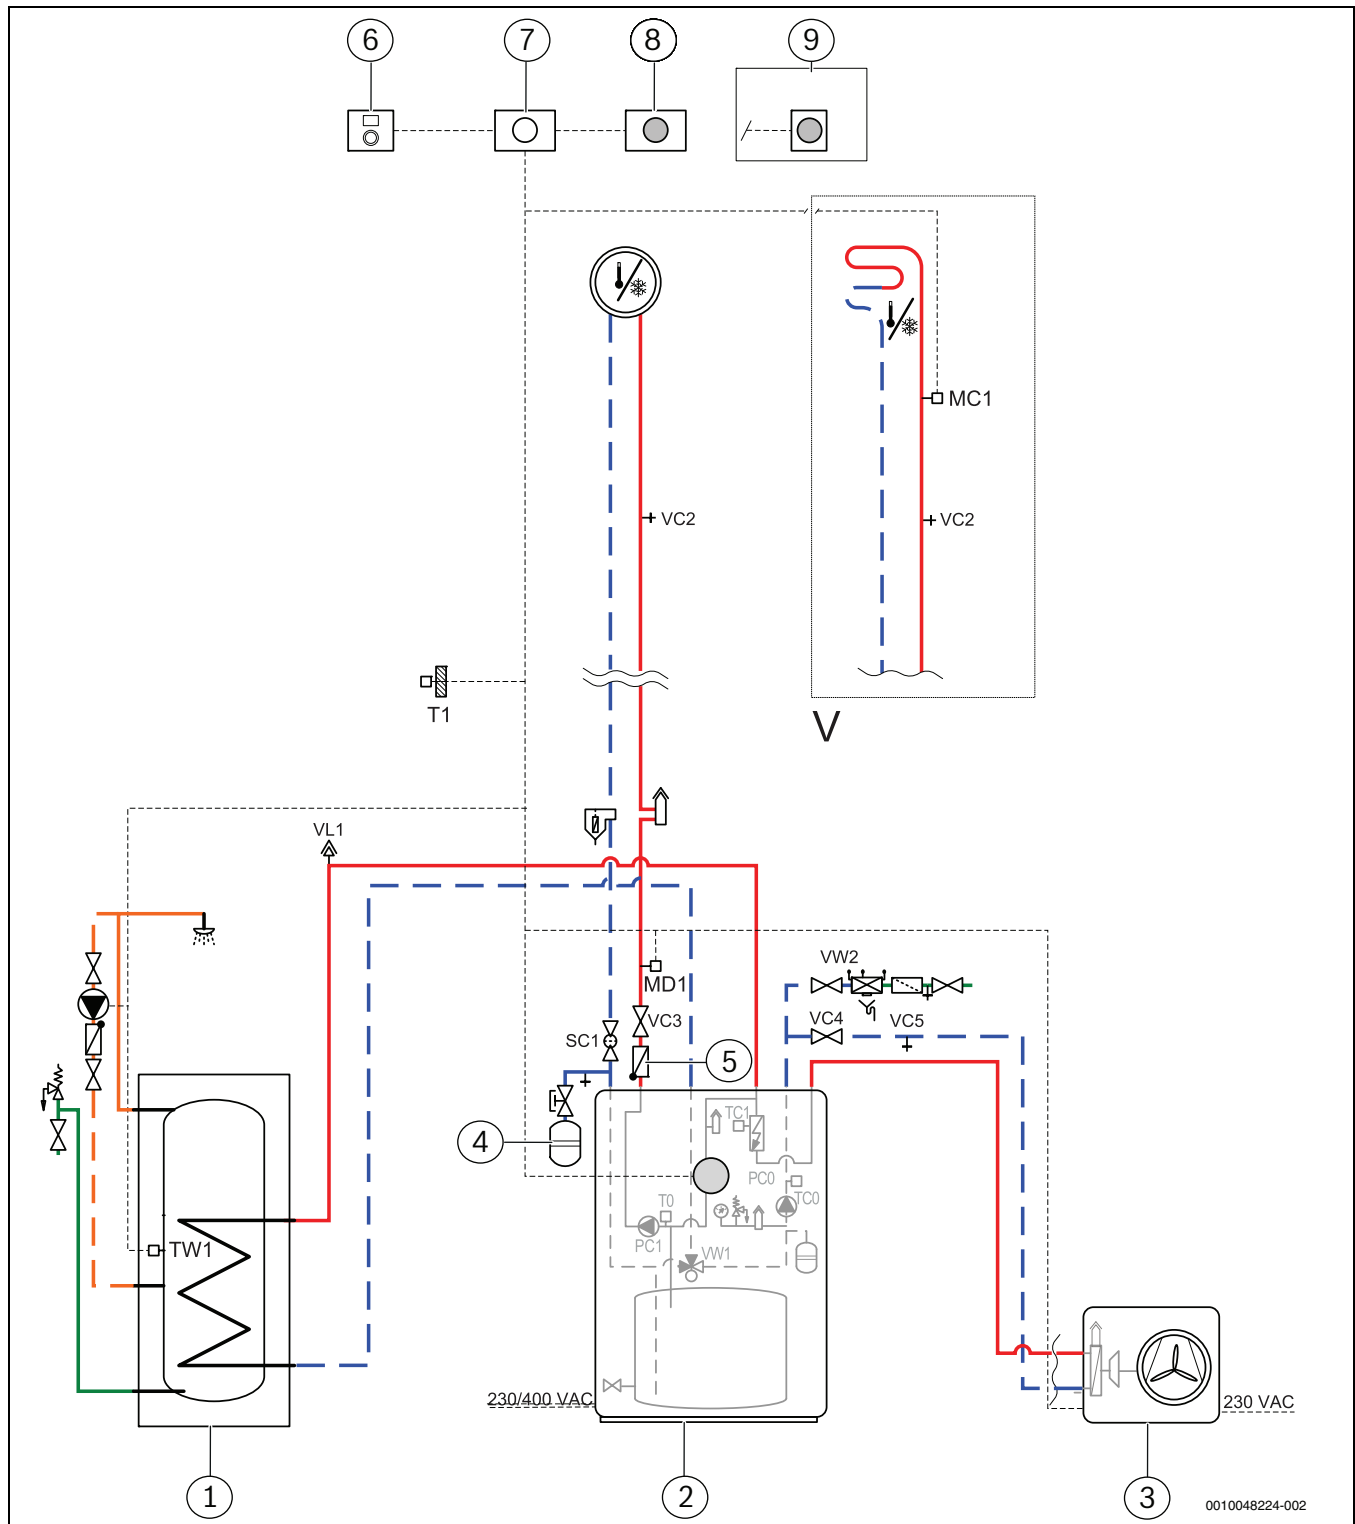 6
7
8
9
MC1
VC2
VC2
T1
V
VL1
VW2
MD1
VC3
VC4
VC5
SC1
5
4
TC1
PC0
TC0
T0
PC1
VW1
TW1
230/400 VAC
230 VAC
1
2
3
0010048224-002